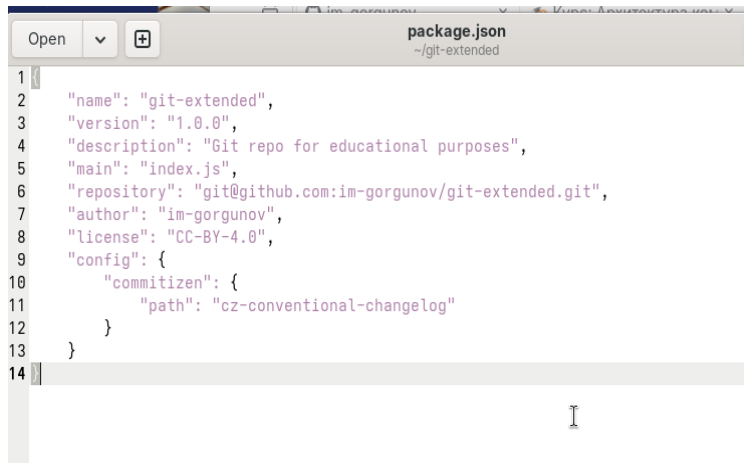 im-gorgunov
Open
package.json
~/git-extended
1 {
2 "name": "git-extended",
3 "version": "1.0.0",
4 "description": "Git repo for educational purposes",
5 "main": "index.js",
6 "repository": "git@github.com:im-gorgunov/git-extended.git",
7 "author": "im-gorgunov",
8 "license": "CC-BY-4.0",
9 "config": {
10 "commitizen": {
11 "path": "cz-conventional-changelog"
12 }
13 }
14 }